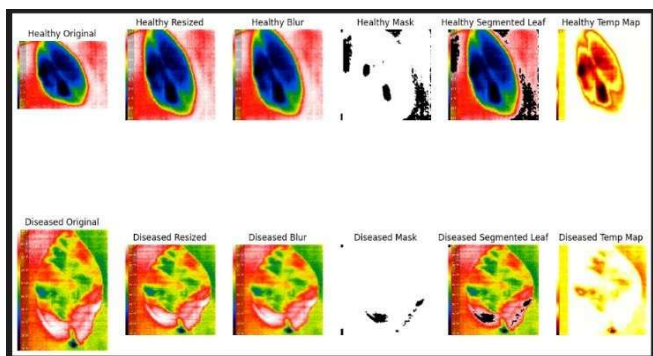 Healthy Original
Healthy Resized
Healthy Blur
Healthy Mask
Healthy Segmented Leaf
Healthy Temp Map
Diseased Original
Diseased Resized
Diseased Blur
Diseased Mask
Diseased Segmented Leaf
Diseased Temp Map